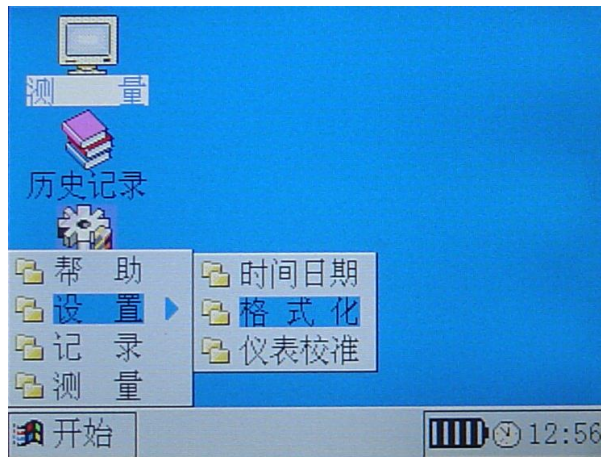 测 量
历史记录
帮 助
时间日期
设 置
格 式 化
记 录
仪表校准
测 量
开始
12:56